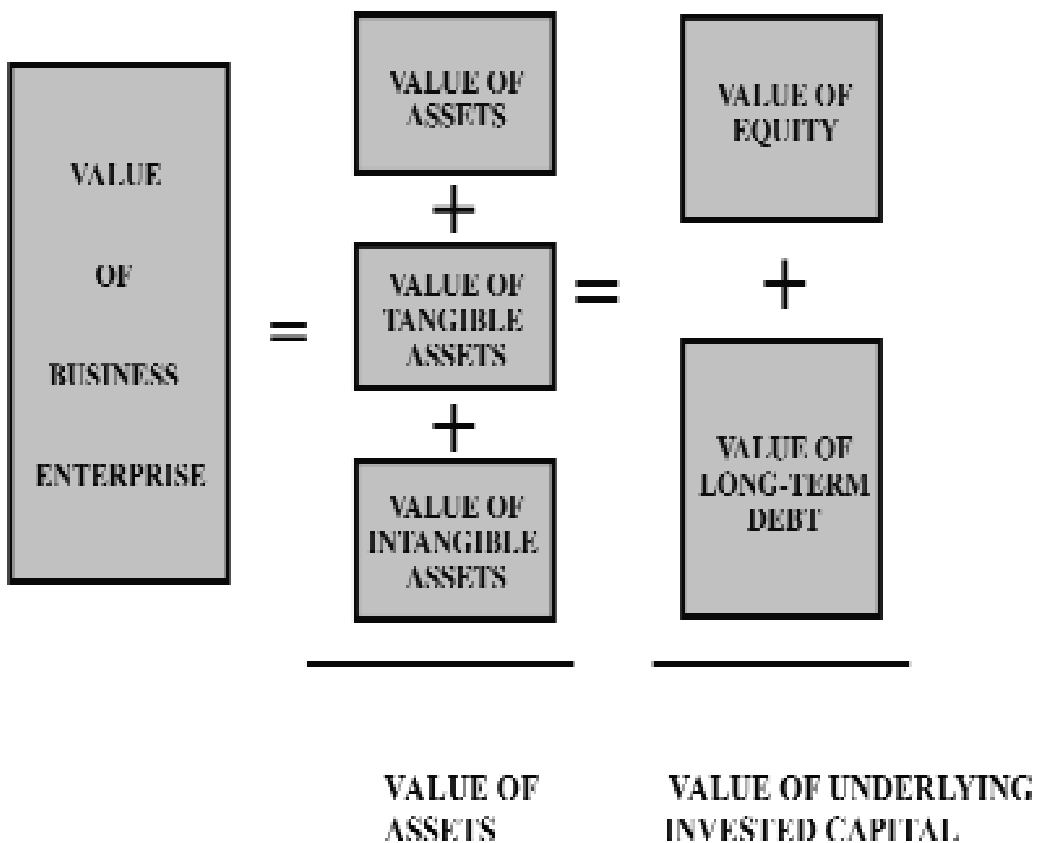 VALUE
OF
BUSINESS
ENTERPRISE
=
VALUE OF
ASSETS
+
VALUE OF
TANGIBLE
ASSETS
+
VALUE OF
INTANGIBLE
ASSETS
=
VALUE OF
EQUITY
+
VALUE OF
LONG-TERM
DEBT
VALUE OF
ASSETS
VALUE OF UNDERLYING
INVESTED CAPITAL